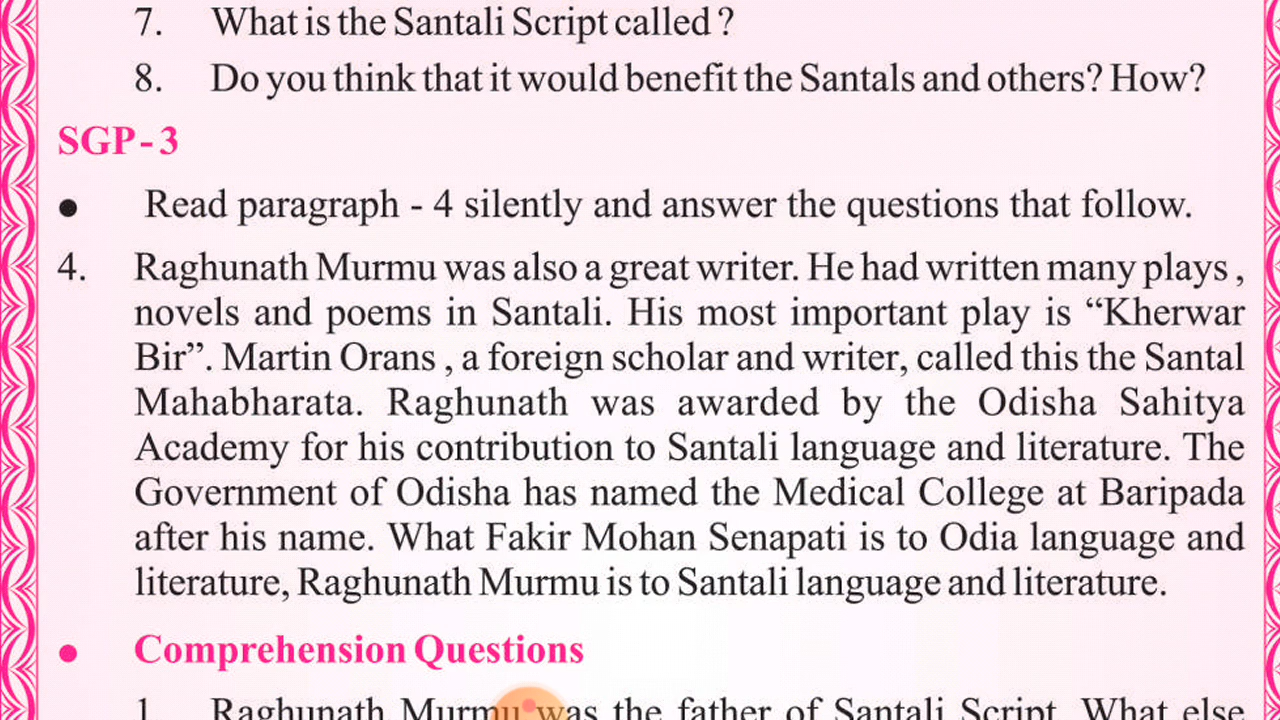 7. What is the Santali Script called ?
8. Do you think that it would benefit the Santals and others? How?
SGP - 3
• Read paragraph - 4 silently and answer the questions that follow.
4. Raghunath Murmu was also a great writer. He had written many plays ,
novels and poems in Santali. His most important play is “Kherwar
Bir”. Martin Orans , a foreign scholar and writer, called this the Santal
Mahabharata. Raghunath was awarded by the Odisha Sahitya
Academy for his contribution to Santali language and literature. The
Government of Odisha has named the Medical College at Baripada
after his name. What Fakir Mohan Senapati is to Odia language and
literature, Raghunath Murmu is to Santali language and literature.
• Comprehension Questions
1. Raghunath Murmu was the father of Santali Script. What else